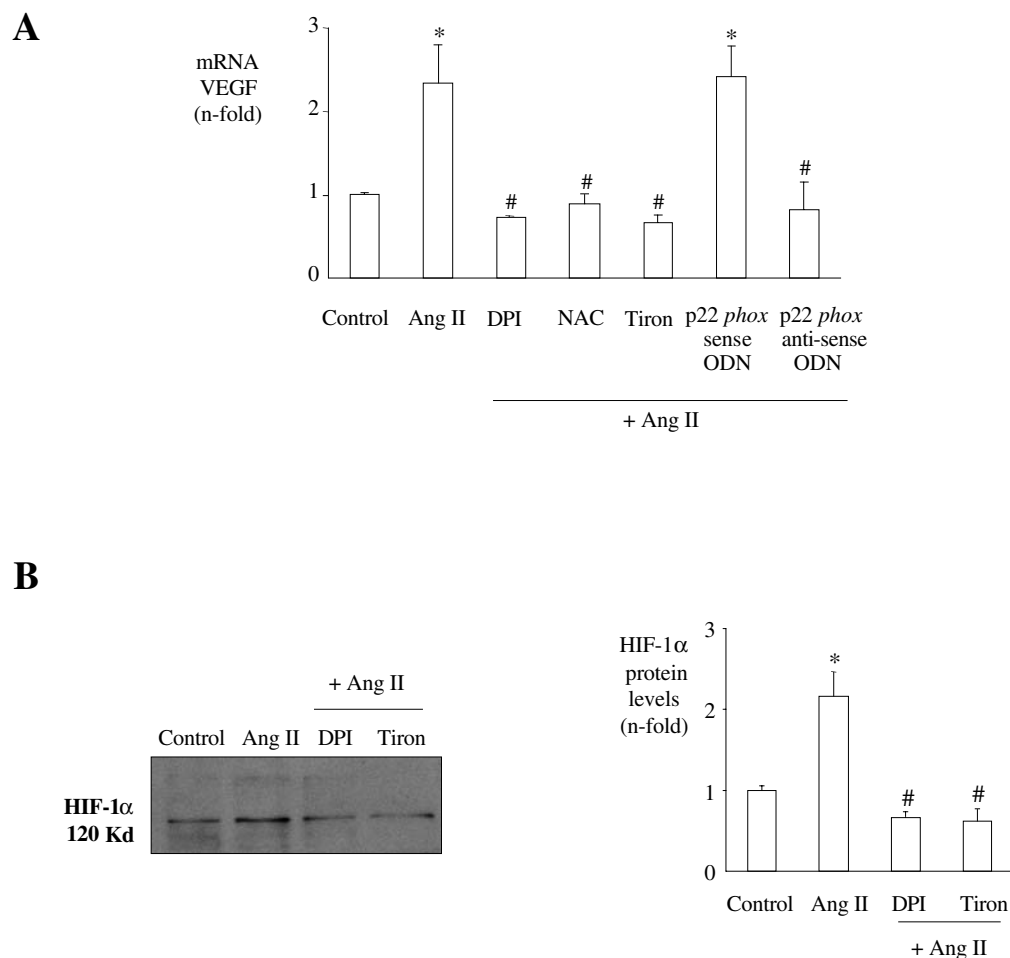 A
mRNA
VEGF
(n-fold)
3
2
1
0
*
#
#
#
*
#
Control Ang II DPI NAC Tiron p22 phox p22 phox
sense anti-sense
ODN ODN
+ Ang II
B
+ Ang II
Control Ang II DPI Tiron
HIF-1α
120 Kd
HIF-1α
protein
levels
(n-fold)
3
2
1
0
*
#
#
Control Ang II DPI Tiron
+ Ang II